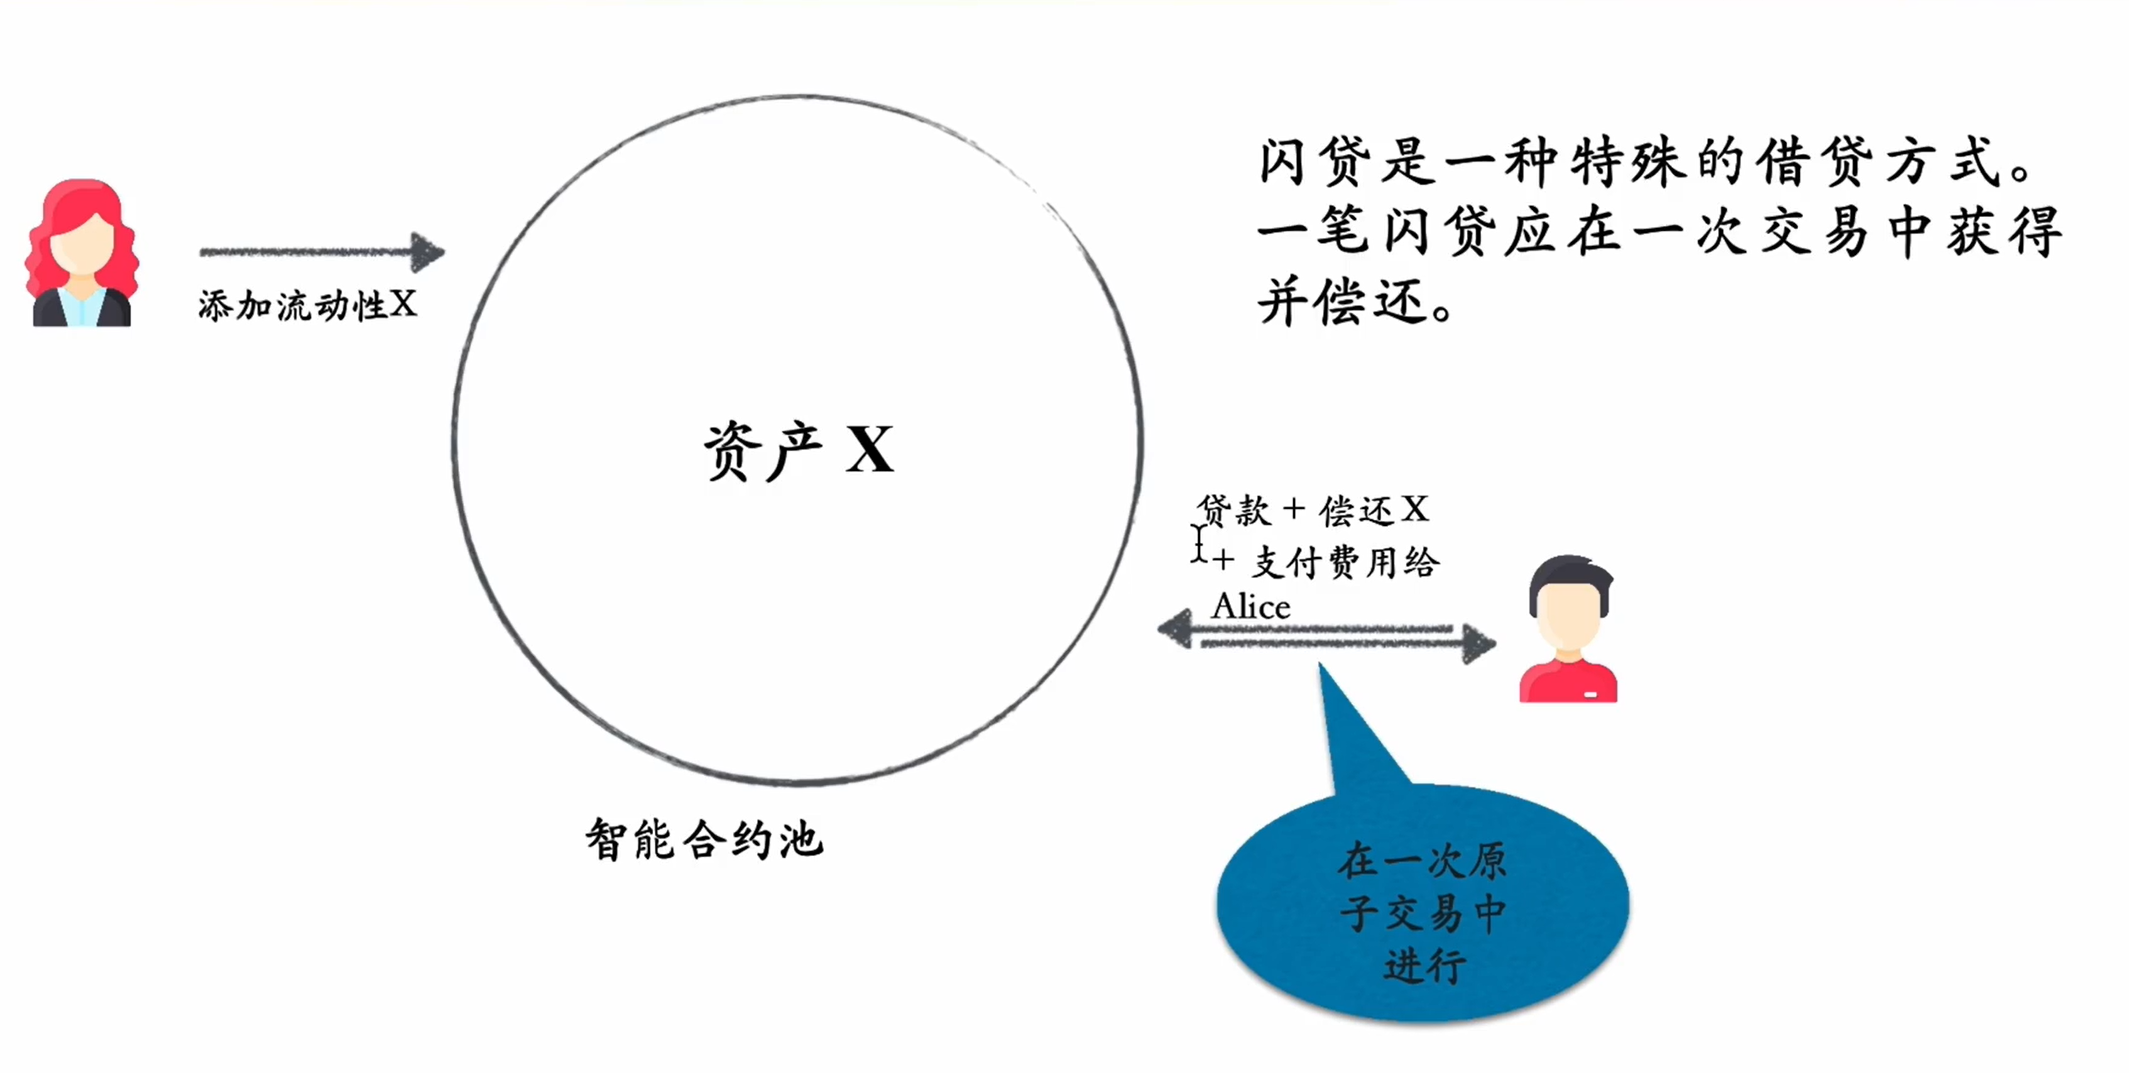 闪贷是一种特殊的借贷方式。
一笔闪贷应在一次交易中获得
并偿还。
添加流动性X
资产 X
贷款 + 偿还X
+ 支付费用给
Alice
智能合约池
在一次原
子交易中
进行